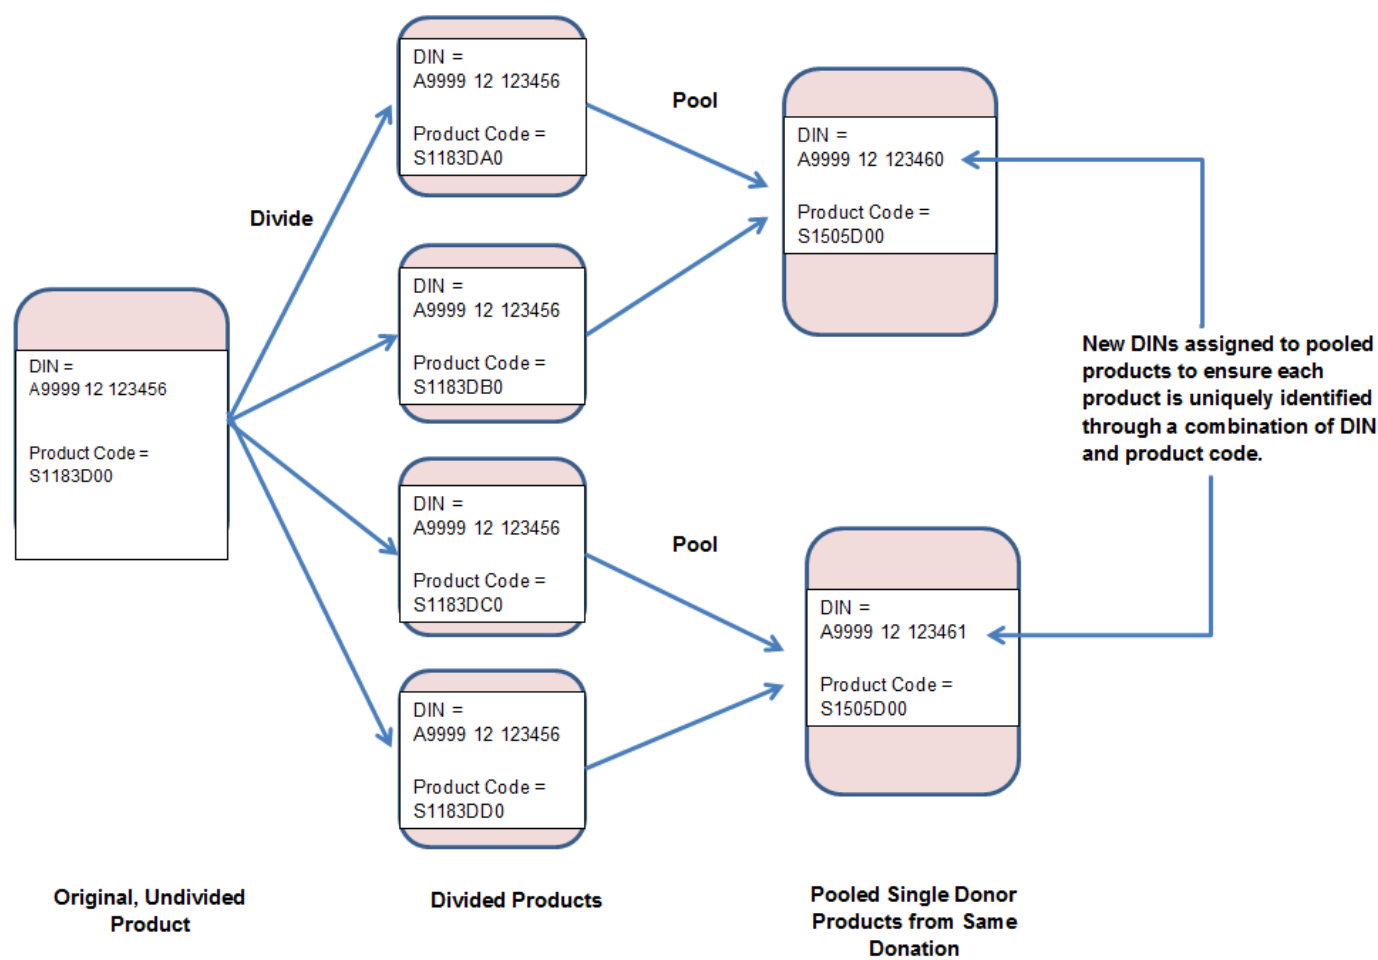 DIN =
A9999 12 123456
Product Code =
S1183D00
Original, Undivided
Product
Divide
DIN =
A9999 12 123456
Product Code =
S1183DA0
DIN =
A9999 12 123456
Product Code =
S1183DB0
DIN =
A9999 12 123456
Product Code =
S1183DC0
DIN =
A9999 12 123456
Product Code =
S1183DD0
Divided Products
Pool
Pool
DIN =
A9999 12 123460
Product Code =
S1505D00
DIN =
A9999 12 123461
Product Code =
S1505D00
Pooled Single Donor
Products from Same
Donation
New DINs assigned to pooled
products to ensure each
product is uniquely identified
through a combination of DIN
and product code.